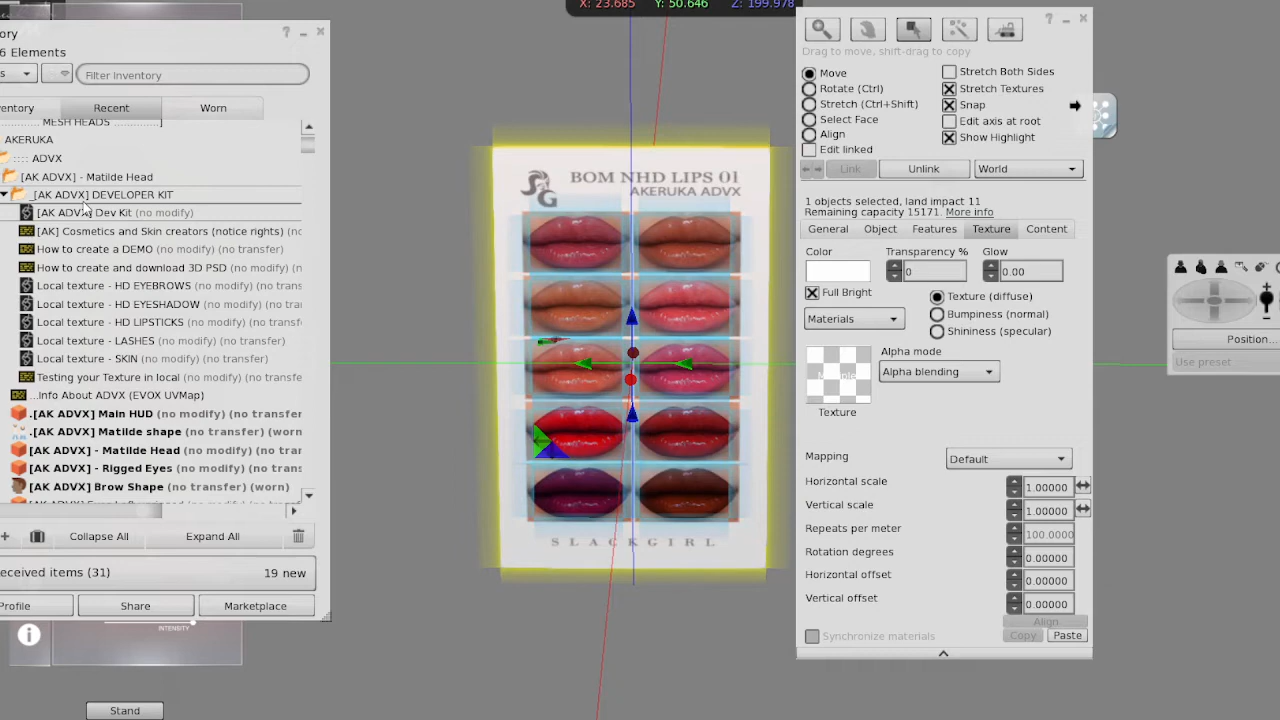 X: 23.685 Y: 50.646 Z: 199.978
ory
6 Elements
s
Filter Inventory
ventory Recent Worn
MESH HEADS ..............]
AKERUKA
:::: ADVX
[AK ADVX] - Matilde Head
_[AK ADVX] DEVELOPER KIT
[AK ADVX] Dev Kit (no modify)
[AK] Cosmetics and Skin creators (notice rights) (nc
How to create a DEMO (no modify) (no transfer)
How to create and download 3D PSD (no modify) (n
Local texture - HD EYEBROWS (no modify) (no trans
Local texture - HD EYESHADOW (no modify) (no tran
Local texture - HD LIPSTICKS (no modify) (no transf
Local texture - LASHES (no modify) (no transfer)
Local texture - SKIN (no modify) (no transfer)
Testing your Texture in local (no modify) (no transfe
...Info About ADVX (EVOX UVMap)
.[AK ADVX] Main HUD (no modify) (no transfer
.[AK ADVX] Matilde shape (no modify) (worn
[AK ADVX] - Matilde Head (no modify) (no trans
[AK ADVX] - Rigged Eyes (no modify) (no transf
[AK ADVX] Brow Shape (no modify) (worn)
Collapse All Expand All
eceived items (31) 19 new
Profile Share Marketplace
INTENSITY
Stand
SG
BOM NHD LIPS 01
AKERUKA ADVX
SLACKGIRL
Drag to move, shift-drag to copy
Move
Rotate (Ctrl)
Stretch (Ctrl+Shift)
Select Face
Align
Edit linked
Stretch Both Sides
Stretch Textures
Snap
Edit axis at root
Show Highlight
Link Unlink World
1 objects selected, land impact 11
Remaining capacity 15171. More info
General Object Features Texture Content
Color Transparency % Glow
0 0.00
Full Bright
Texture (diffuse)
Materials
Bumpiness (normal)
Shininess (specular)
Multiple
Texture
Alpha mode
Alpha blending
Mapping Default
Horizontal scale 1.00000
Vertical scale 1.00000
Repeats per meter 100.0000
Rotation degrees 0.00000
Horizontal offset 0.00000
Vertical offset 0.00000
Align
Synchronize materials Copy Paste
Position...
Use preset